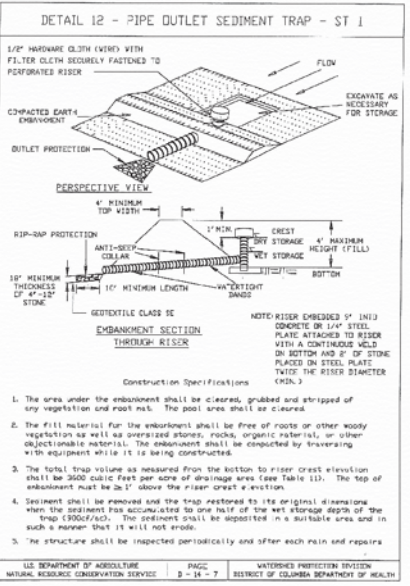 DETAIL 12 - PIPE OUTLET SEDIMENT TRAP - ST 1
1/2" HARDWARE CLOTH (WIRE) WITH
FILTER CLOTH SECURELY FASTENED TO
PERFORATED RISER
FLOW
EXCAVATE AS
NECESSARY
FOR STORAGE
COMPACTED EARTH
EMBANKMENT
OUTLET PROTECTION
PERSPECTIVE VIEW
4' MINIMUM
TOP WIDTH
1' MIN.
CREST
DRY STORAGE
WET STORAGE
4' MAXIMUM
HEIGHT (FILL)
RIP-RAP PROTECTION
ANTI-SEEP
COLLAR
BOTTOM
18" MINIMUM
THICKNESS
OF 4"-12"
STONE
10' MINIMUM LENGTH
WATERTIGHT
BANDS
GEOTEXTILE CLASS SE
EMBANKMENT SECTION
THROUGH RISER
NOTE: RISER EMBEDDED 9" INTO
CONCRETE OR 1/4" STEEL
PLATE ATTACHED TO RISER
WITH A CONTINUOUS WELD
ON BOTTOM AND 2' OF STONE
PLACED ON STEEL PLATE
TWICE THE RISER DIAMETER
(MIN.)
Construction Specifications
1. The area under the embankment shall be cleared, grubbed and stripped of
any vegetation and root mat. The pool area shall be cleared.
2. The fill material for the embankment shall be free of roots or other woody
vegetation as well as oversized stones, rocks, organic material, or other
objectionable material. The embankment shall be compacted by traversing
with equipment while it is being constructed.
3. The total trap volume as measured from the bottom to riser crest elevation
shall be 3600 cubic feet per acre of drainage area (see Table 11). The top of
embankment must be ≥ 1' above the riser crest elevation.
4. Sediment shall be removed and the trap restored to its original dimensions
when the sediment has accumulated to one half of the wet storage depth of the
trap (900cf/ac). The sediment shall be deposited in a suitable area and in
such a manner that it will not erode.
5. The structure shall be inspected periodically and after each rain and repairs
U.S. DEPARTMENT OF AGRICULTURE
NATURAL RESOURCE CONSERVATION SERVICE
PAGE
D - 14 - 7
WATERSHED PROTECTION DIVISION
DISTRICT OF COLUMBIA DEPARTMENT OF HEALTH